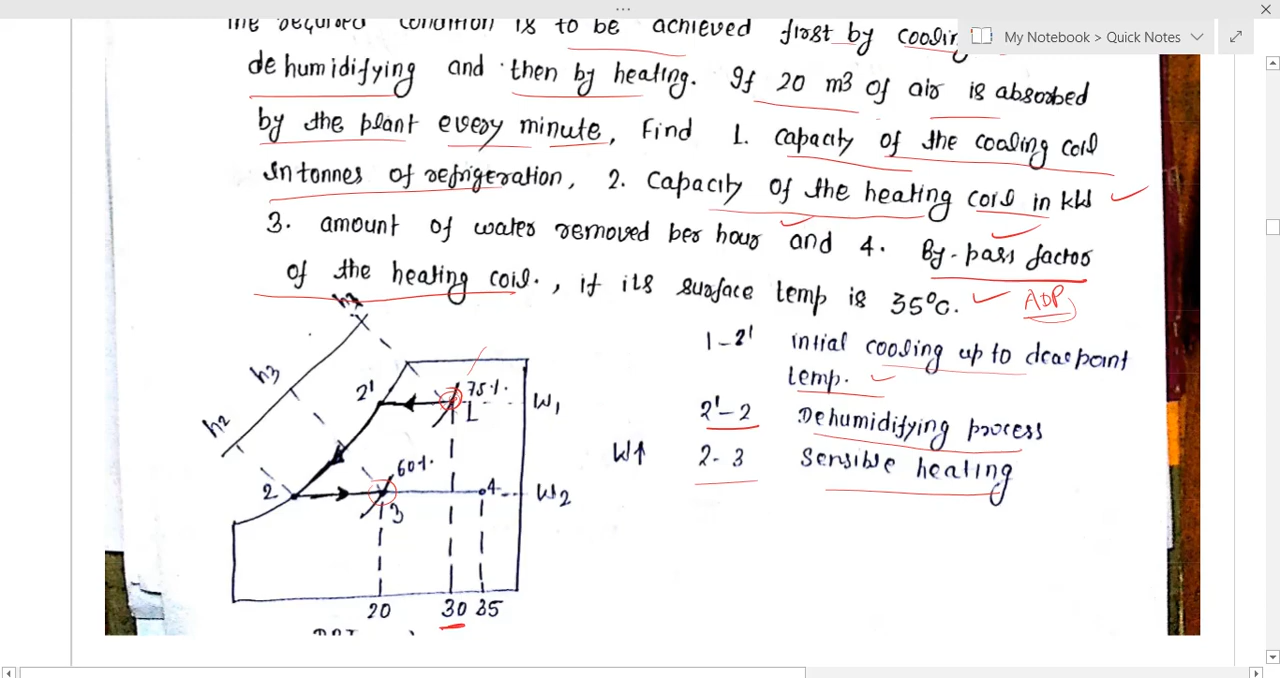 The required condition is to be achieved first by cooling
My Notebook > Quick Notes
dehumidifying and then by heating. If 20 m3 of air is absorbed
by the plant every minute, Find 1. capacity of the cooling coil
in tonnes of refrigeration, 2. Capacity of the heating coil in kW
3. amount of water removed per hour and 4. By-pass factor
of the heating coil., if its surface temp is 35°C.
ADP
1-2' intial cooling up to dew point
temp.
2'-2 Dehumidifying process
W↑ 2-3 Sensible heating
h1
h3
h2
2' 75%. W1
1
60%.
2 3 4 W2
20 30 35